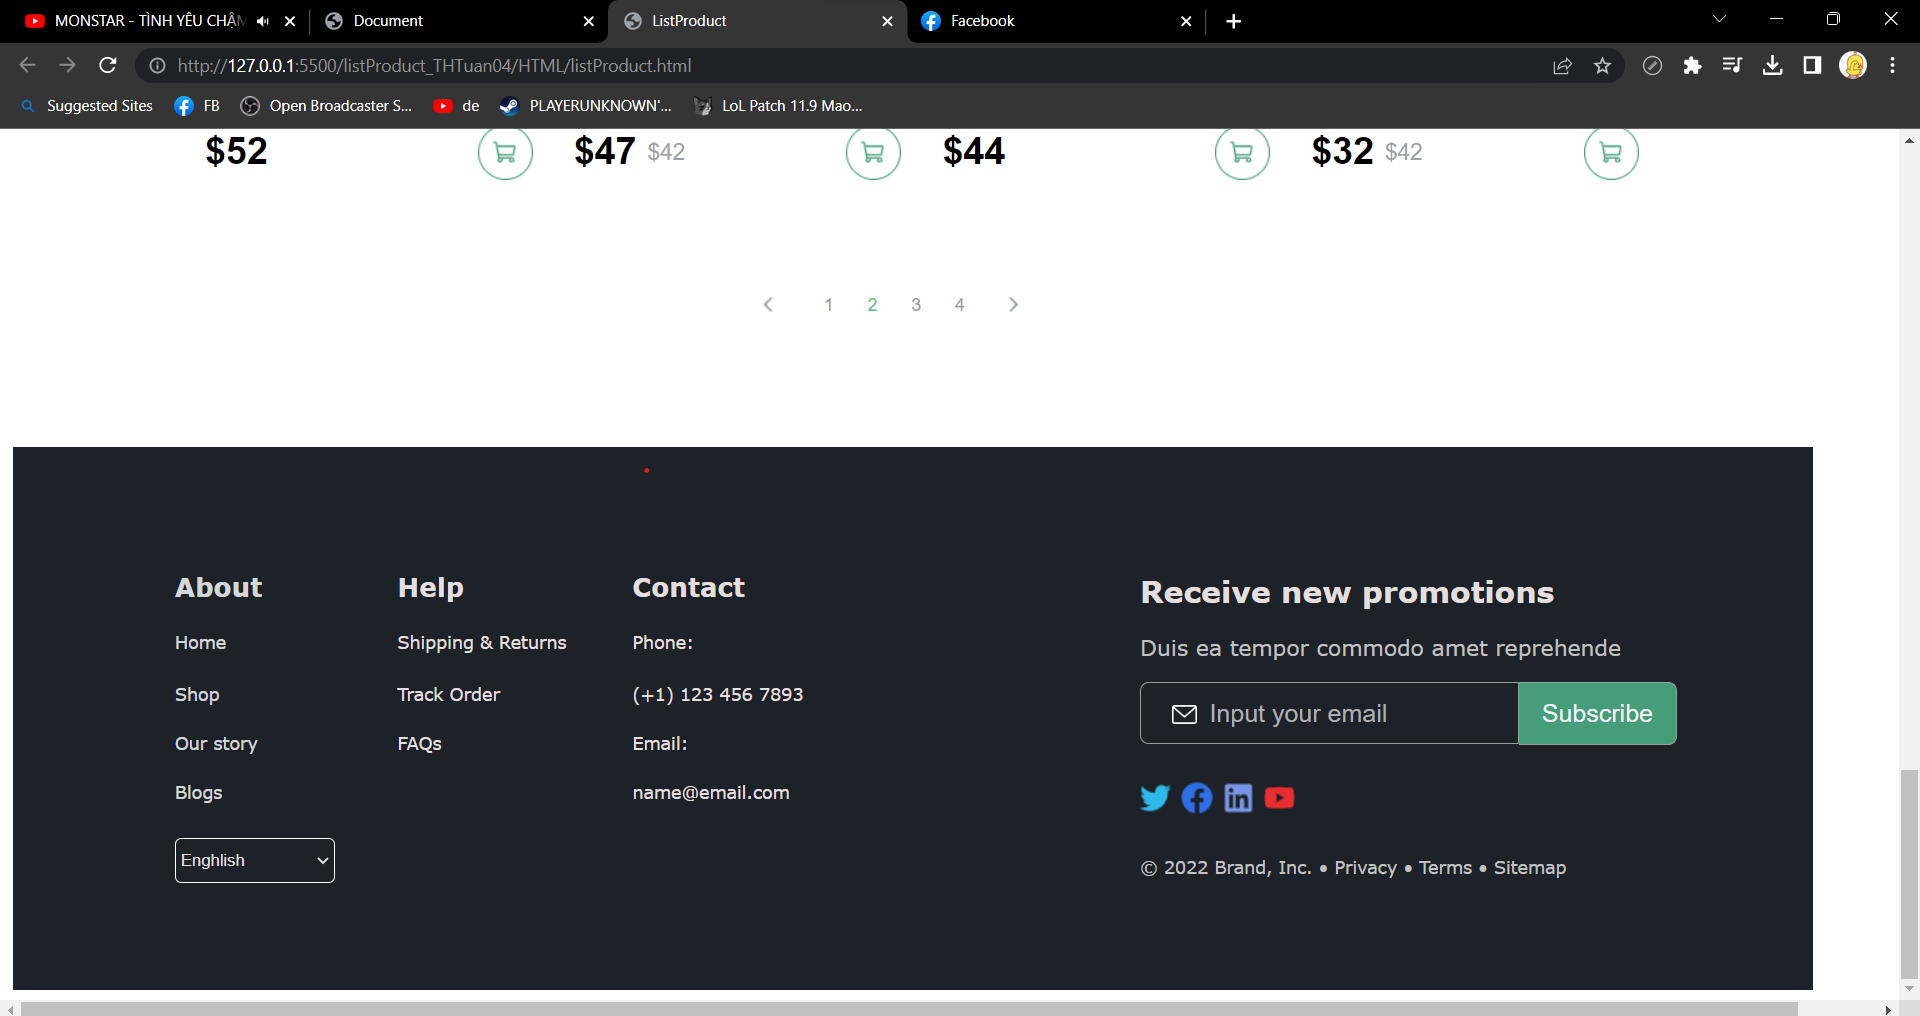 MONSTAR - TÌNH YÊU CHẬM
Document
ListProduct
Facebook
http://127.0.0.1:5500/listProduct_THTuan04/HTML/listProduct.html
Suggested Sites
FB
Open Broadcaster S...
de
PLAYERUNKNOWN'...
LoL Patch 11.9 Mao...
$52
$47 $42
$44
$32 $42
1 2 3 4
About
Home
Shop
Our story
Blogs
Enghlish
Help
Shipping & Returns
Track Order
FAQs
Contact
Phone:
(+1) 123 456 7893
Email:
name@email.com
Receive new promotions
Duis ea tempor commodo amet reprehende
Input your email
Subscribe
© 2022 Brand, Inc. • Privacy • Terms • Sitemap